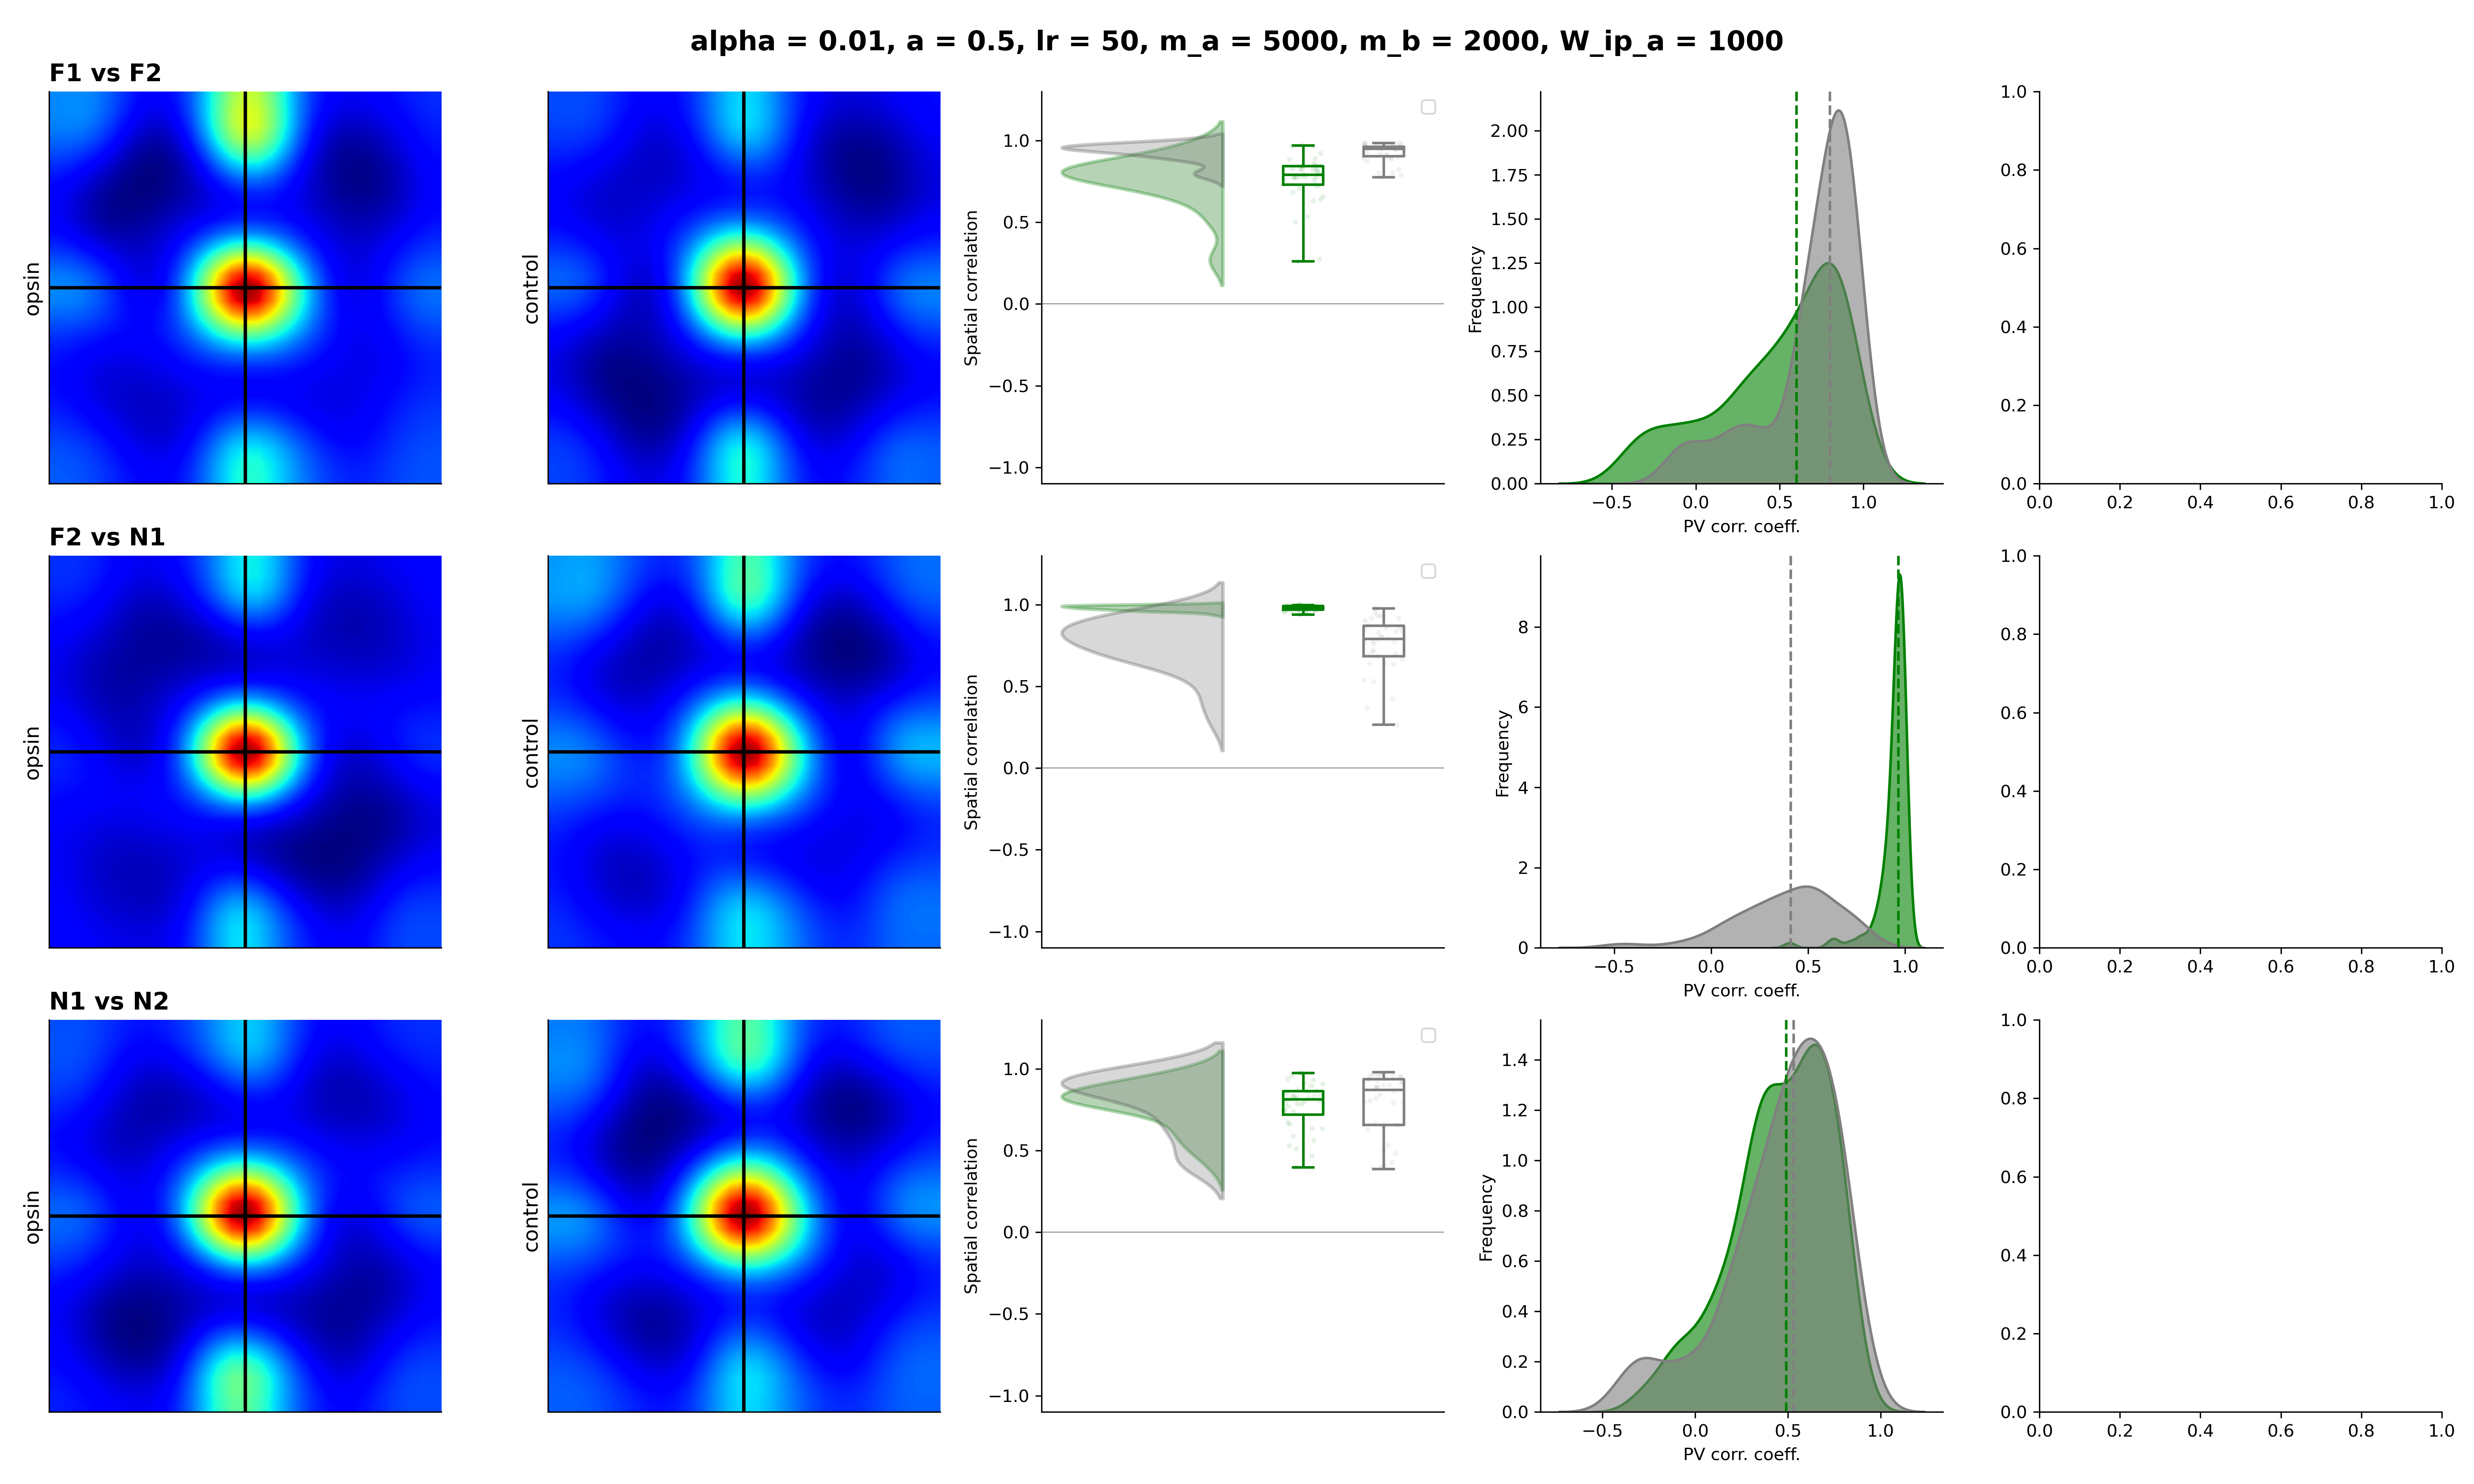 alpha = 0.01, a = 0.5, lr = 50, m_a = 5000, m_b = 2000, W_ip_a = 1000
F1 vs F2
opsin
control
Spatial correlation
1.0
0.5
0.0
−0.5
−1.0
Frequency
2.00
1.75
1.50
1.25
1.00
0.75
0.50
0.25
0.00
−0.5 0.0 0.5 1.0
PV corr. coeff.
1.0
0.8
0.6
0.4
0.2
0.0
0.0 0.2 0.4 0.6 0.8 1.0
F2 vs N1
opsin
control
Spatial correlation
1.0
0.5
0.0
−0.5
−1.0
Frequency
8
6
4
2
0
−0.5 0.0 0.5 1.0
PV corr. coeff.
1.0
0.8
0.6
0.4
0.2
0.0
0.0 0.2 0.4 0.6 0.8 1.0
N1 vs N2
opsin
control
Spatial correlation
1.0
0.5
0.0
−0.5
−1.0
Frequency
1.4
1.2
1.0
0.8
0.6
0.4
0.2
0.0
−0.5 0.0 0.5 1.0
PV corr. coeff.
1.0
0.8
0.6
0.4
0.2
0.0
0.0 0.2 0.4 0.6 0.8 1.0